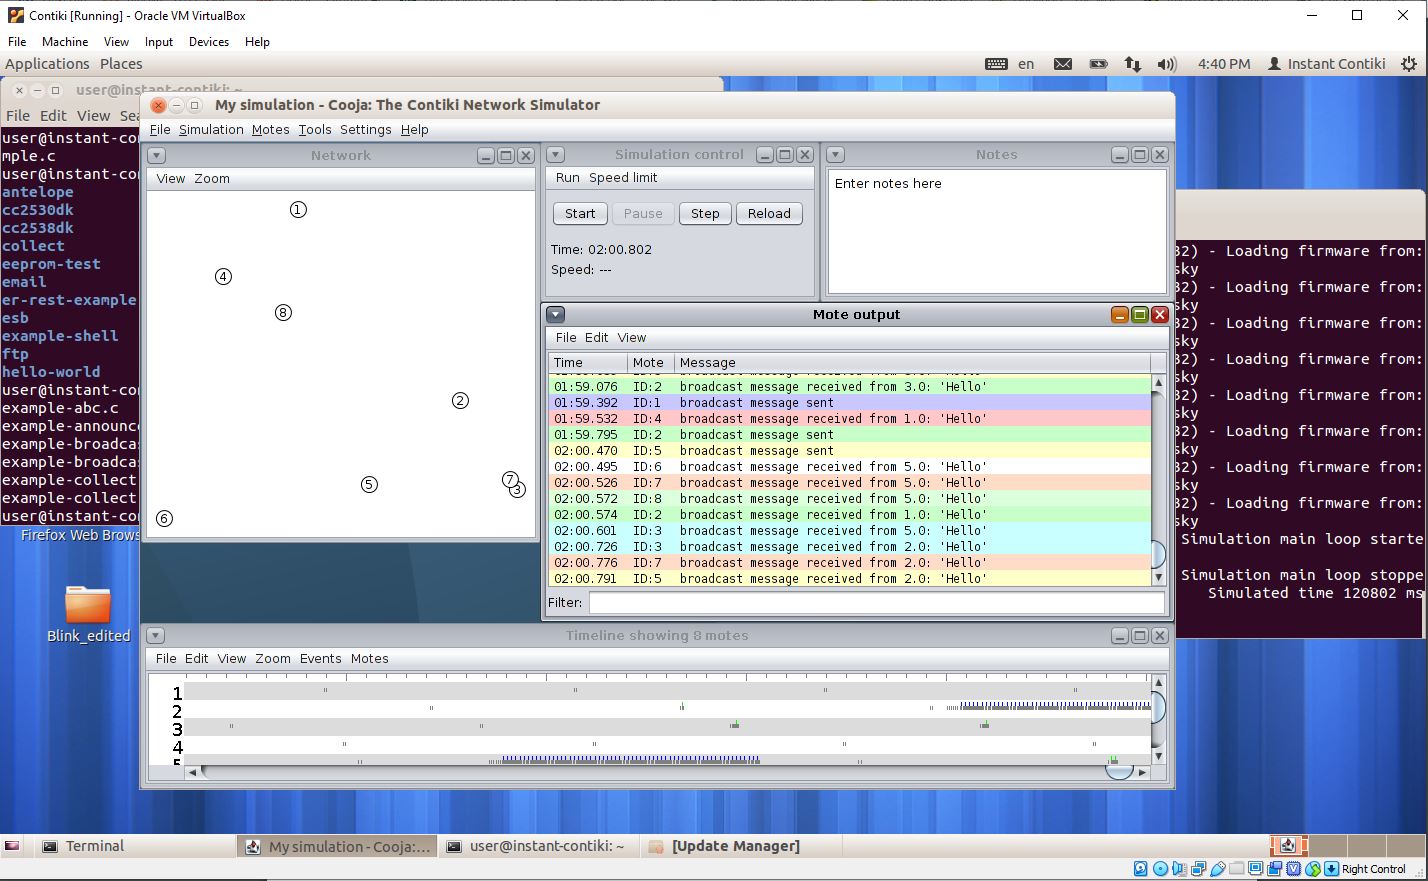 Contiki [Running] - Oracle VM VirtualBox
File Machine View Input Devices Help
Applications Places
en
4:40 PM
Instant Contiki
user@instant-contiki: ~
File Edit View Sea
user@instant-co
mple.c
user@instant-con
antelope
cc2530dk
cc2538dk
collect
eeprom-test
email
er-rest-example
esb
example-shell
ftp
hello-world
user@instant-con
example-abc.c
example-announc
example-broadca
example-broadca
example-collect
example-collect
user@instant-con
My simulation - Cooja: The Contiki Network Simulator
File Simulation Motes Tools Settings Help
Network
View Zoom
1
4
8
2
5
7
3
6
Simulation control
Run Speed limit
Start Pause Step Reload
Time: 02:00.802
Speed: ---
Notes
Enter notes here
Mote output
File Edit View
Time Mote Message
01:59.076 ID:2 broadcast message received from 3.0: 'Hello'
01:59.392 ID:1 broadcast message sent
01:59.532 ID:4 broadcast message received from 1.0: 'Hello'
01:59.795 ID:2 broadcast message sent
02:00.470 ID:5 broadcast message sent
02:00.495 ID:6 broadcast message received from 5.0: 'Hello'
02:00.526 ID:7 broadcast message received from 5.0: 'Hello'
02:00.572 ID:8 broadcast message received from 5.0: 'Hello'
02:00.574 ID:2 broadcast message received from 1.0: 'Hello'
02:00.601 ID:3 broadcast message received from 5.0: 'Hello'
02:00.726 ID:3 broadcast message received from 2.0: 'Hello'
02:00.776 ID:7 broadcast message received from 2.0: 'Hello'
02:00.791 ID:5 broadcast message received from 2.0: 'Hello'
Filter:
32) - Loading firmware from:
sky
32) - Loading firmware from:
sky
32) - Loading firmware from:
sky
32) - Loading firmware from:
sky
32) - Loading firmware from:
sky
32) - Loading firmware from:
sky
32) - Loading firmware from:
sky
32) - Loading firmware from:
sky
Simulation main loop starte
Simulation main loop stoppe
Simulated time 120802 ms
Firefox Web Brows
Blink_edited
Timeline showing 8 motes
File Edit View Zoom Events Motes
1
2
3
4
5
Terminal
My simulation - Cooja:...
user@instant-contiki: ~
[Update Manager]
Right Control